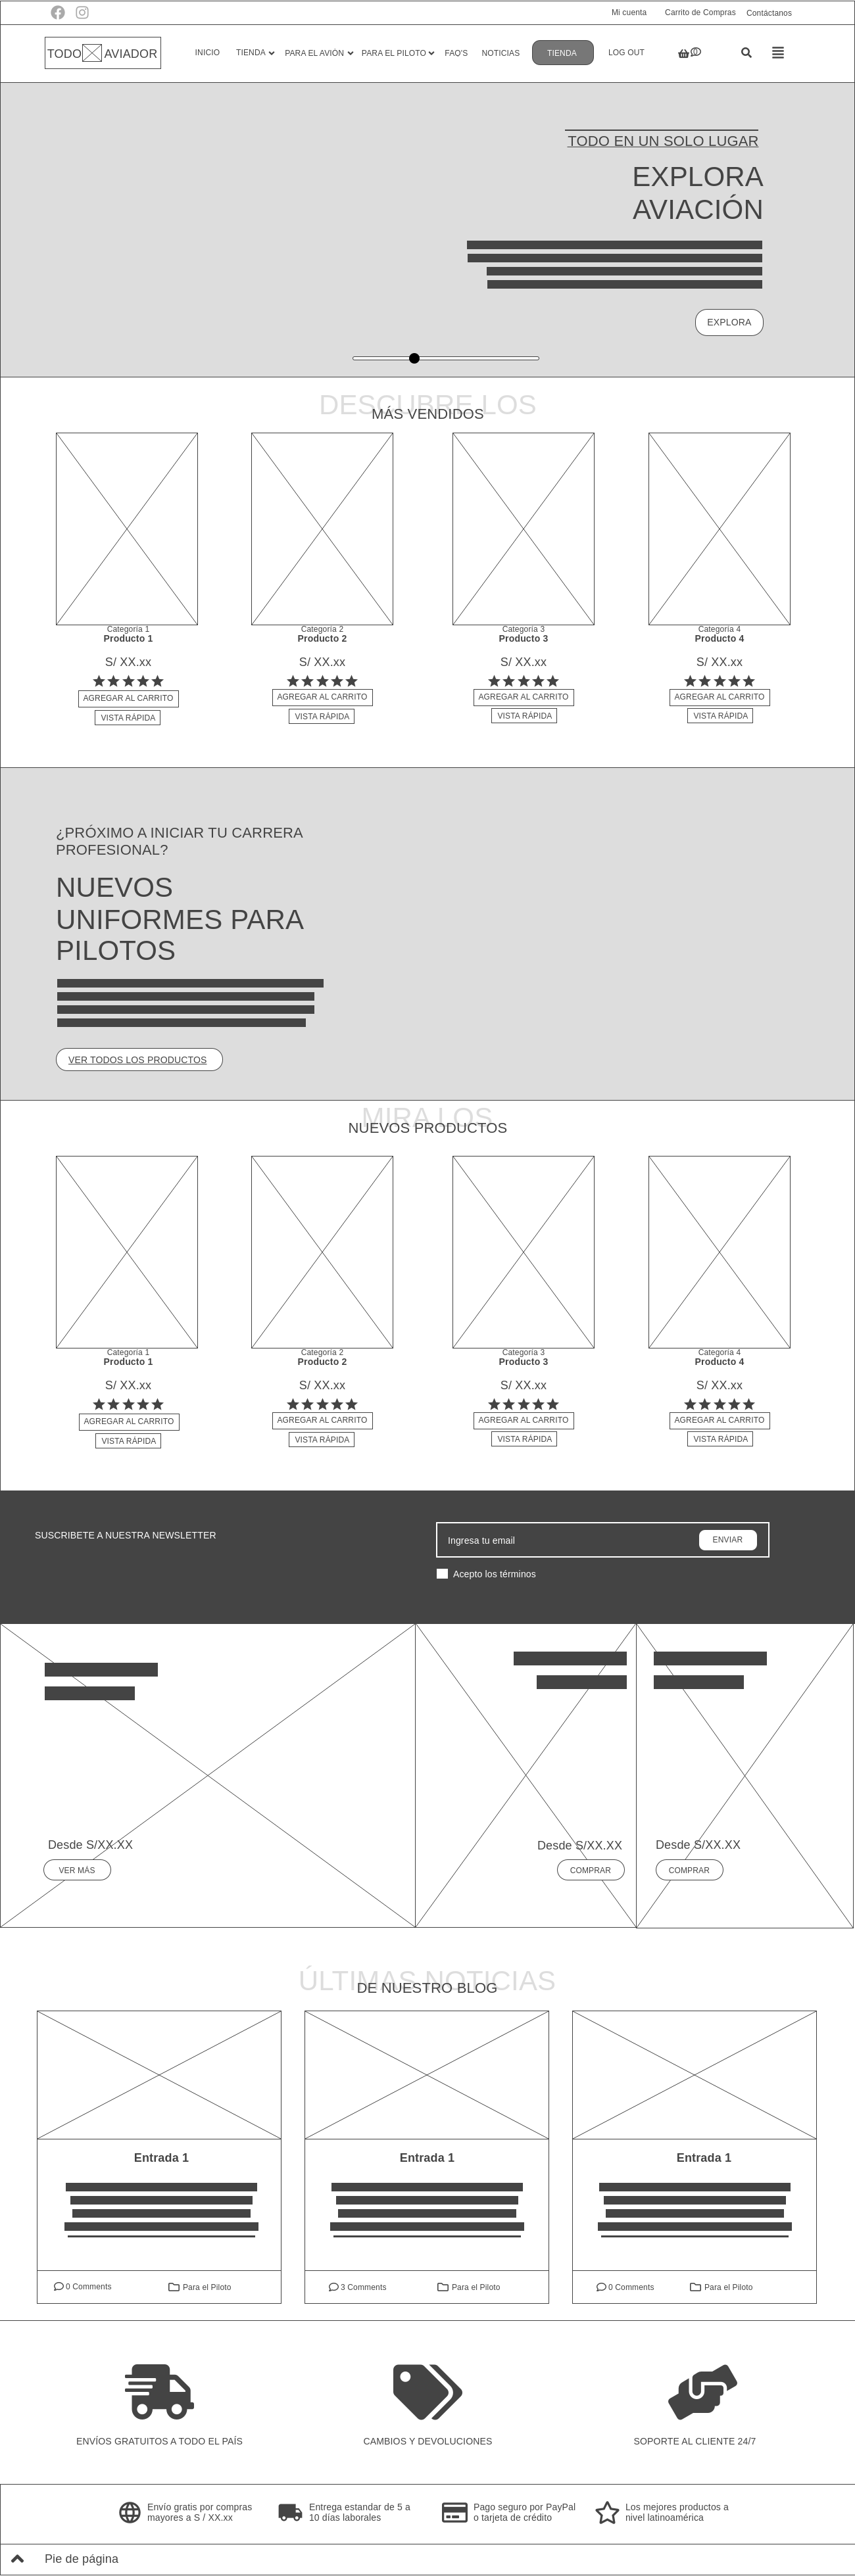 Mi cuenta Carrito de Compras Contáctanos
TODO AVIADOR INICIO TIENDA PARA EL AVIÓN PARA EL PILOTO FAQ'S NOTICIAS TIENDA LOG OUT 0
TODO EN UN SOLO LUGAR
EXPLORA
AVIACIÓN
EXPLORA
DESCUBRE LOS
MÁS VENDIDOS
Categoría 1 Categoría 2 Categoría 3 Categoría 4
Producto 1 Producto 2 Producto 3 Producto 4
S/ XX.xx S/ XX.xx S/ XX.xx S/ XX.xx
AGREGAR AL CARRITO AGREGAR AL CARRITO AGREGAR AL CARRITO AGREGAR AL CARRITO
VISTA RÁPIDA VISTA RÁPIDA VISTA RÁPIDA VISTA RÁPIDA
¿PRÓXIMO A INICIAR TU CARRERA
PROFESIONAL?
NUEVOS
UNIFORMES PARA
PILOTOS
VER TODOS LOS PRODUCTOS
MIRA LOS
NUEVOS PRODUCTOS
Categoría 1 Categoría 2 Categoría 3 Categoría 4
Producto 1 Producto 2 Producto 3 Producto 4
S/ XX.xx S/ XX.xx S/ XX.xx S/ XX.xx
AGREGAR AL CARRITO AGREGAR AL CARRITO AGREGAR AL CARRITO AGREGAR AL CARRITO
VISTA RÁPIDA VISTA RÁPIDA VISTA RÁPIDA VISTA RÁPIDA
SUSCRIBETE A NUESTRA NEWSLETTER
Ingresa tu email ENVIAR
Acepto los términos
Desde S/XX.XX Desde S/XX.XX Desde S/XX.XX
VER MÁS COMPRAR COMPRAR
ÚLTIMAS NOTICIAS
DE NUESTRO BLOG
Entrada 1 Entrada 1 Entrada 1
0 Comments Para el Piloto 3 Comments Para el Piloto 0 Comments Para el Piloto
ENVÍOS GRATUITOS A TODO EL PAÍS CAMBIOS Y DEVOLUCIONES SOPORTE AL CLIENTE 24/7
Envío gratis por compras
mayores a S / XX.xx
Entrega estandar de 5 a
10 días laborales
Pago seguro por PayPal
o tarjeta de crédito
Los mejores productos a
nivel latinoamérica
Pie de página